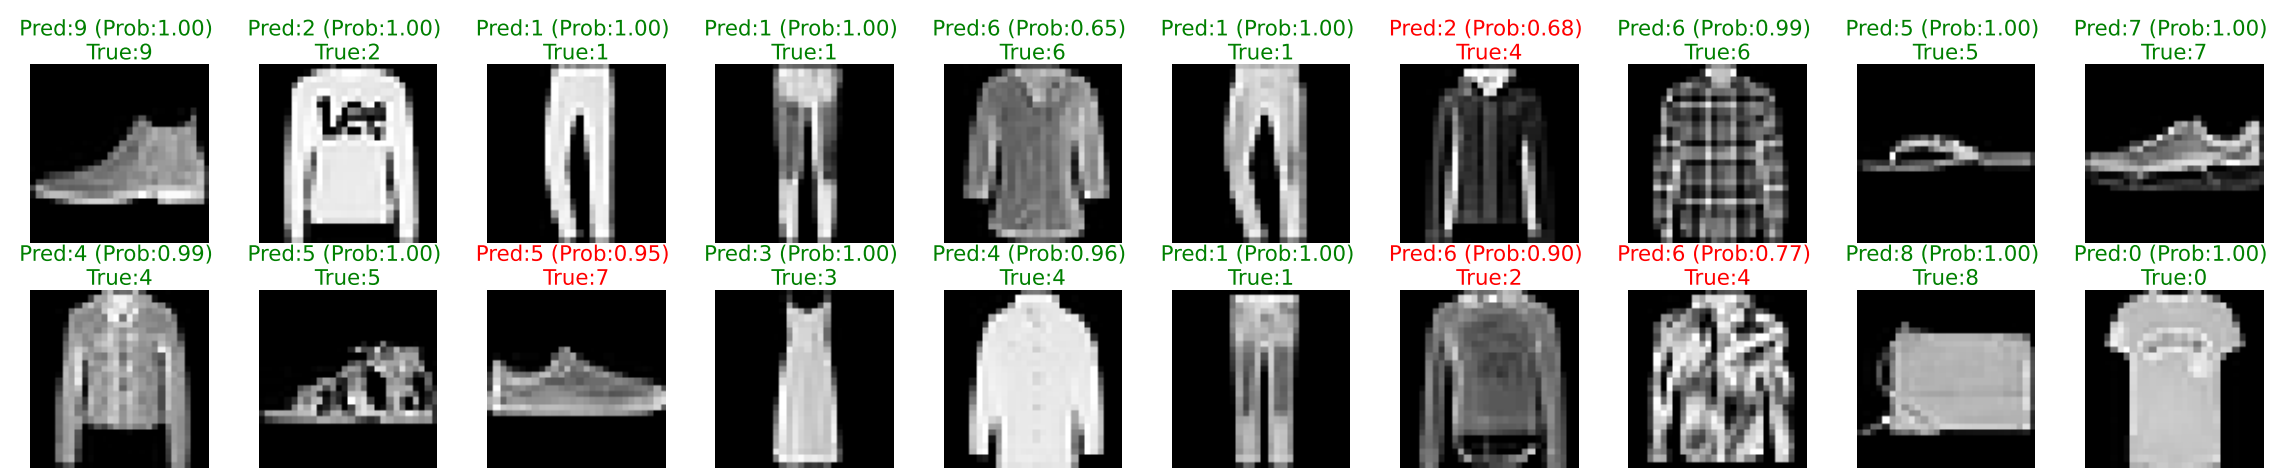 Pred:9 (Prob:1.00)
True:9
Pred:2 (Prob:1.00)
True:2
Pred:1 (Prob:1.00)
True:1
Pred:1 (Prob:1.00)
True:1
Pred:6 (Prob:0.65)
True:6
Pred:1 (Prob:1.00)
True:1
Pred:2 (Prob:0.68)
True:4
Pred:6 (Prob:0.99)
True:6
Pred:5 (Prob:1.00)
True:5
Pred:7 (Prob:1.00)
True:7
Lee
Pred:4 (Prob:0.99)
True:4
Pred:5 (Prob:1.00)
True:5
Pred:5 (Prob:0.95)
True:7
Pred:3 (Prob:1.00)
True:3
Pred:4 (Prob:0.96)
True:4
Pred:1 (Prob:1.00)
True:1
Pred:6 (Prob:0.90)
True:2
Pred:6 (Prob:0.77)
True:4
Pred:8 (Prob:1.00)
True:8
Pred:0 (Prob:1.00)
True:0